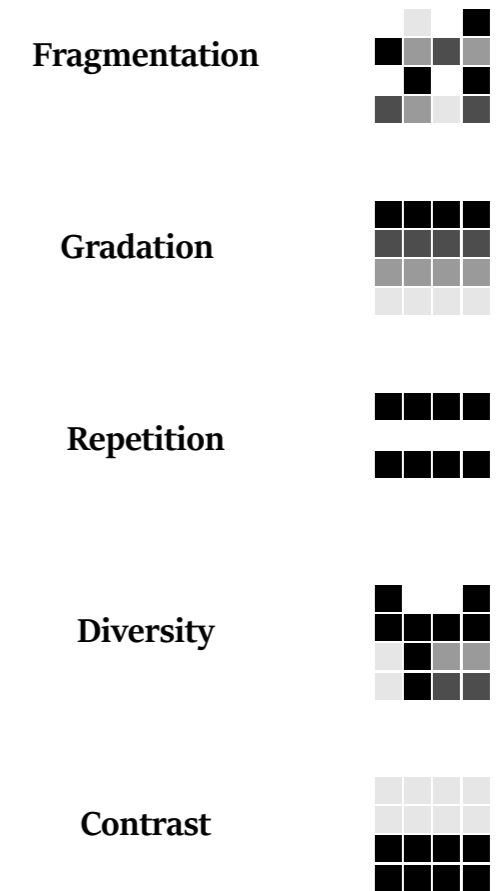 Fragmentation
Gradation
Repetition
Diversity
Contrast